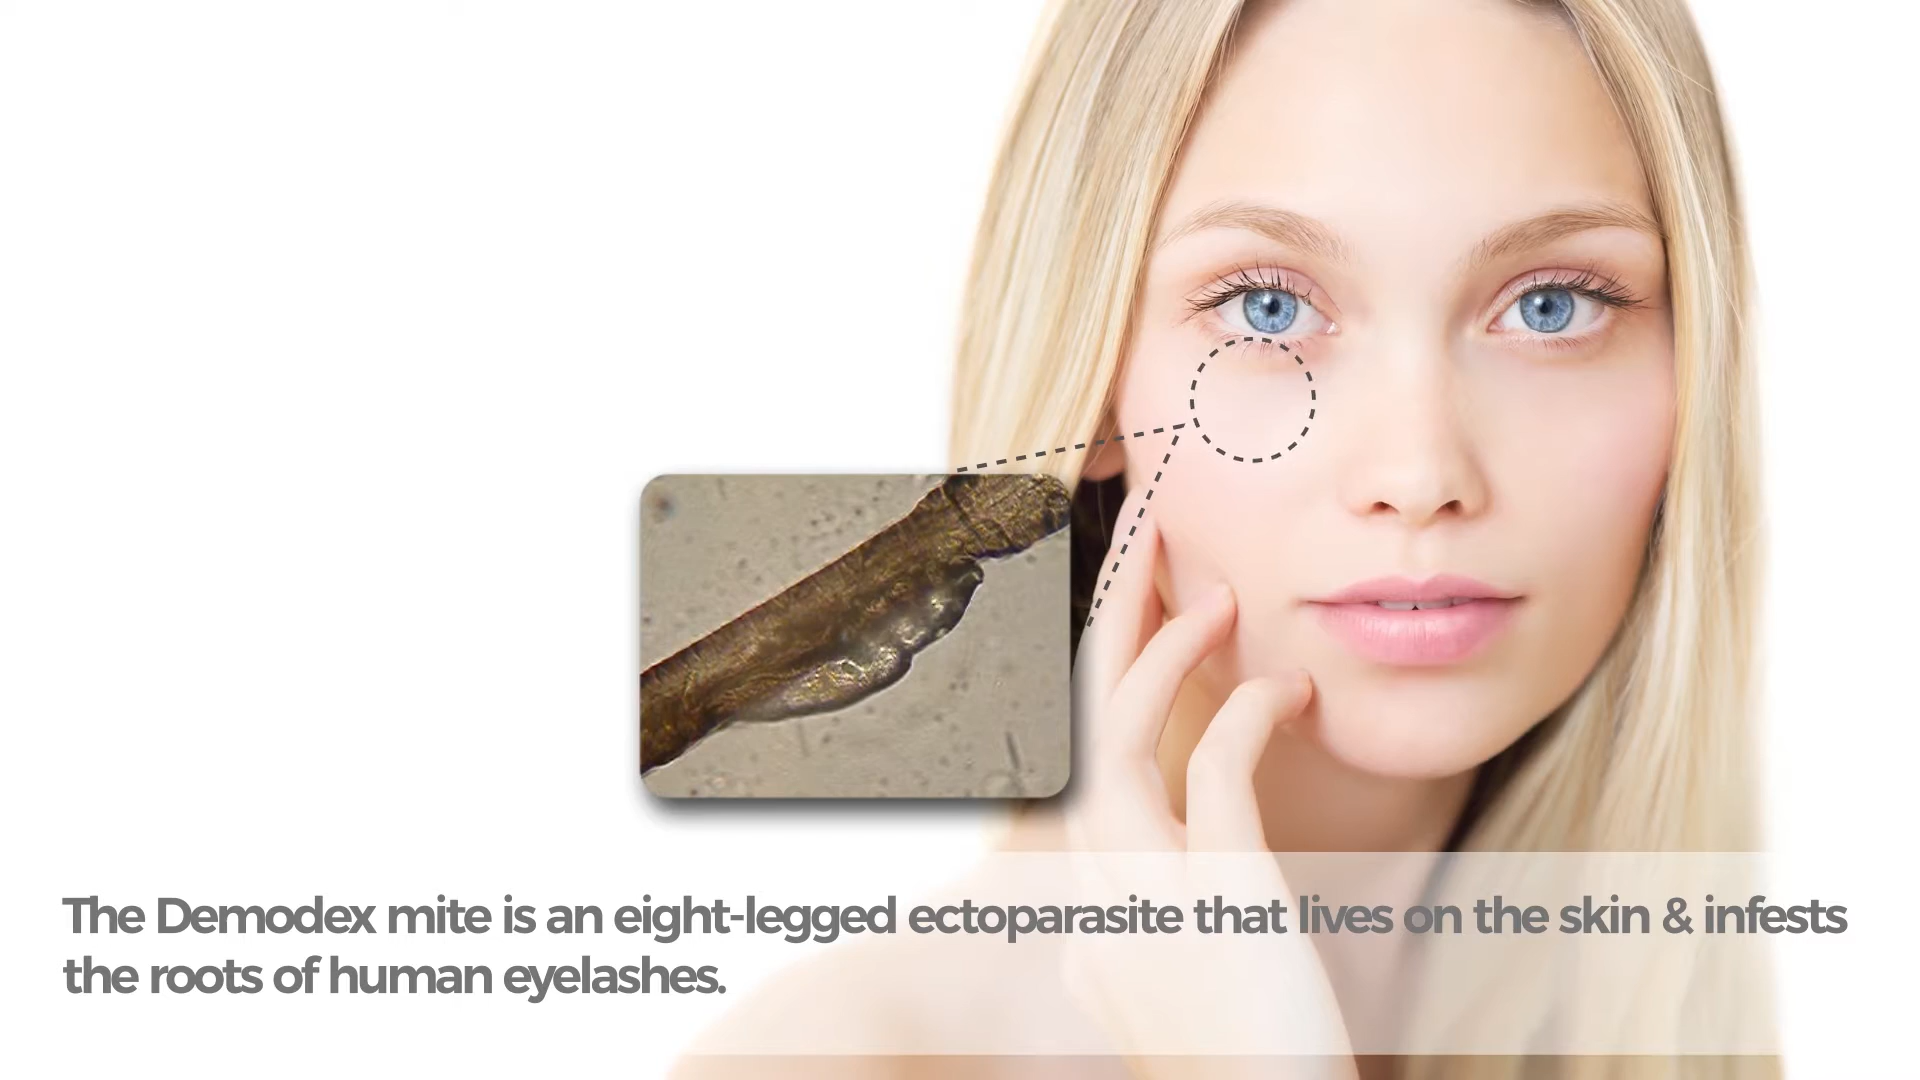 The Demodex mite is an eight-legged ectoparasite that lives on the skin & infests
the roots of human eyelashes.